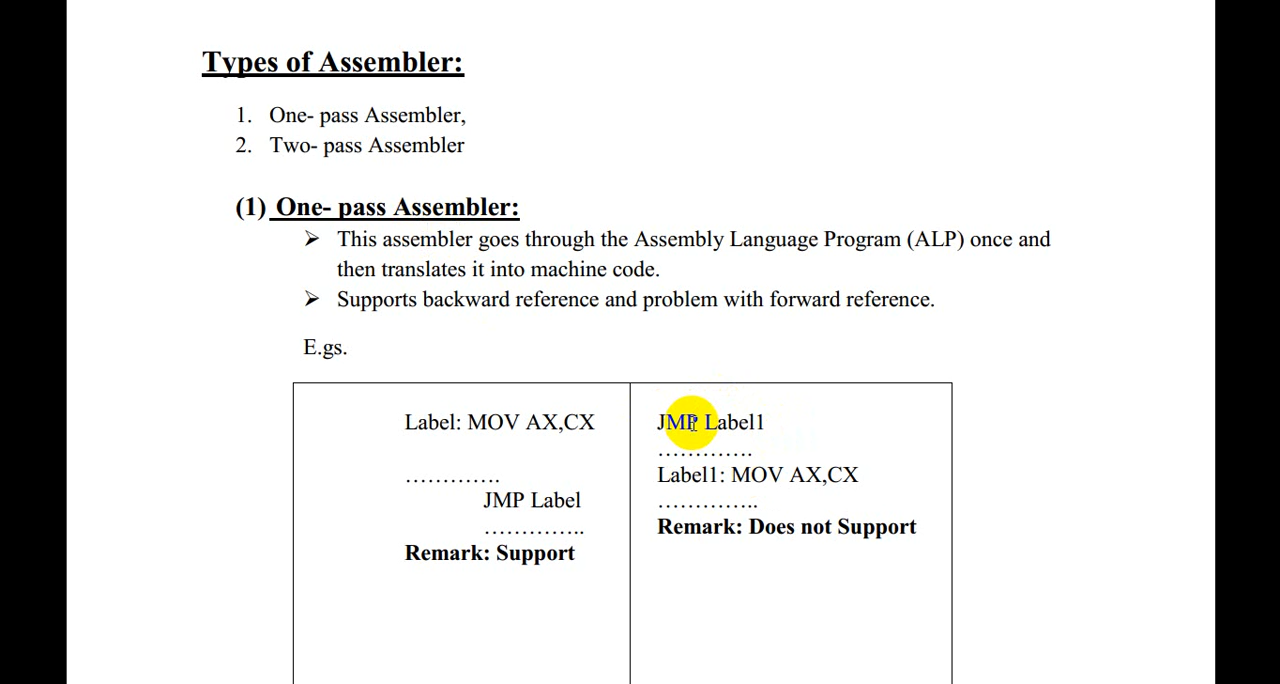 Types of Assembler:
1. One- pass Assembler,
2. Two- pass Assembler
(1) One- pass Assembler:
➢ This assembler goes through the Assembly Language Program (ALP) once and
then translates it into machine code.
➢ Supports backward reference and problem with forward reference.
E.gs.
Label: MOV AX,CX
………….
JMP Label
…………..
Remark: Support
JMP Label1
………….
Label1: MOV AX,CX
…………..
Remark: Does not Support